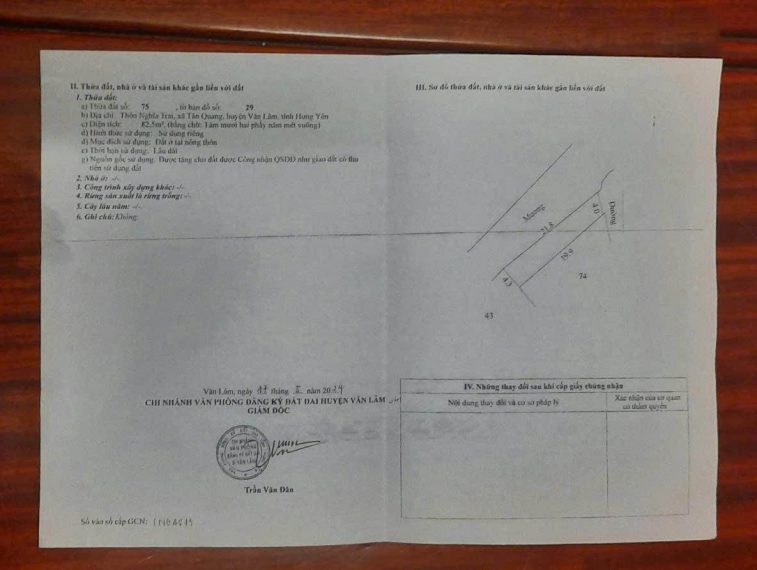 II. Thửa đất, nhà ở và tài sản khác gắn liền với đất
1. Thửa đất:
a) Thửa đất số: 75 , tờ bản đồ số: 29
b) Địa chỉ: Thôn Nghĩa Trai, xã Tân Quang, huyện Văn Lâm, tỉnh Hưng Yên
c) Diện tích: 82,5m², (bằng chữ: Tám mươi hai phẩy năm mét vuông)
d) Hình thức sử dụng: Sử dụng riêng
đ) Mục đích sử dụng: Đất ở tại nông thôn
e) Thời hạn sử dụng: Lâu dài
g) Nguồn gốc sử dụng: Được tặng cho đất được Công nhận QSDĐ như giao đất có thu
tiền sử dụng đất
2. Nhà ở: -/-
3. Công trình xây dựng khác: -/-
4. Rừng sản xuất là rừng trồng: -/-
5. Cây lâu năm: -/-
6. Ghi chú: Không
Văn Lâm, ngày tháng năm 2024
CHI NHÁNH VĂN PHÒNG ĐĂNG KÝ ĐẤT ĐAI HUYỆN VĂN LÂM
GIÁM ĐỐC
Trần Văn Dân
Số vào sổ cấp GCN:
III. Sơ đồ thửa đất, nhà ở và tài sản khác gắn liền với đất
Mương
21.8
4.0
Đường
19.9
4.3
74
43
IV. Những thay đổi sau khi cấp giấy chứng nhận
Nội dung thay đổi và cơ sở pháp lý
Xác nhận của cơ quan
có thẩm quyền